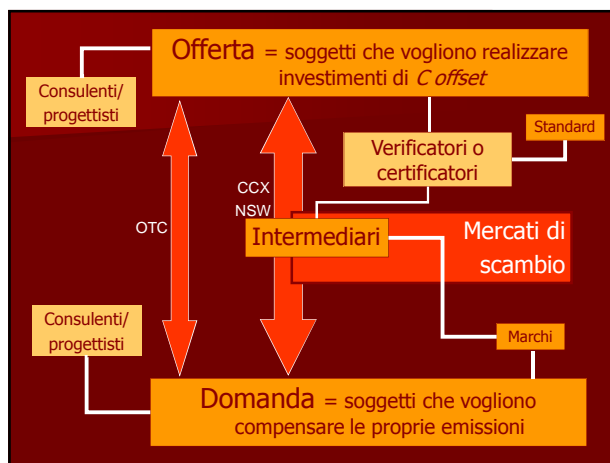 Offerta = soggetti che vogliono realizzare
investimenti di C offset
Consulenti/
progettisti
Standard
Verificatori o
certificatori
CCX
NSW
OTC
Intermediari
Mercati di
scambio
Consulenti/
progettisti
Marchi
Domanda = soggetti che vogliono
compensare le proprie emissioni